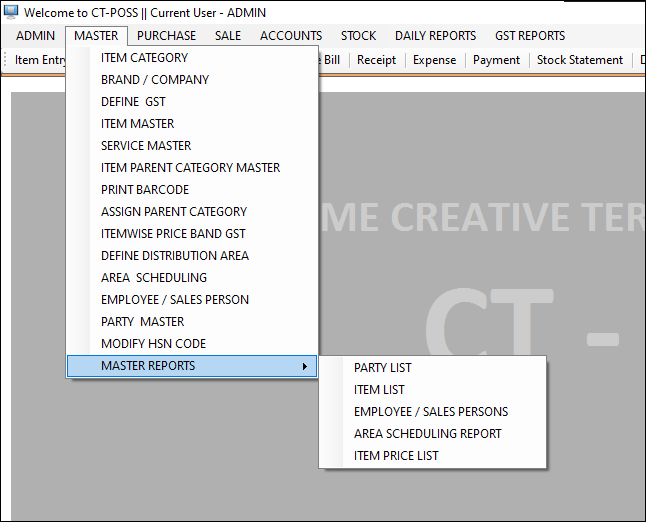 Welcome to CT-POSS || Current User - ADMIN
ADMIN MASTER PURCHASE SALE ACCOUNTS STOCK DAILY REPORTS GST REPORTS
Item Entry Bill Receipt Expense Payment Stock Statement
ITEM CATEGORY
BRAND / COMPANY
DEFINE GST
ITEM MASTER
SERVICE MASTER
ITEM PARENT CATEGORY MASTER
PRINT BARCODE
ASSIGN PARENT CATEGORY
ITEMWISE PRICE BAND GST
DEFINE DISTRIBUTION AREA
AREA SCHEDULING
EMPLOYEE / SALES PERSON
PARTY MASTER
MODIFY HSN CODE
MASTER REPORTS
PARTY LIST
ITEM LIST
EMPLOYEE / SALES PERSONS
AREA SCHEDULING REPORT
ITEM PRICE LIST
ME CREATIVE TER
CT -